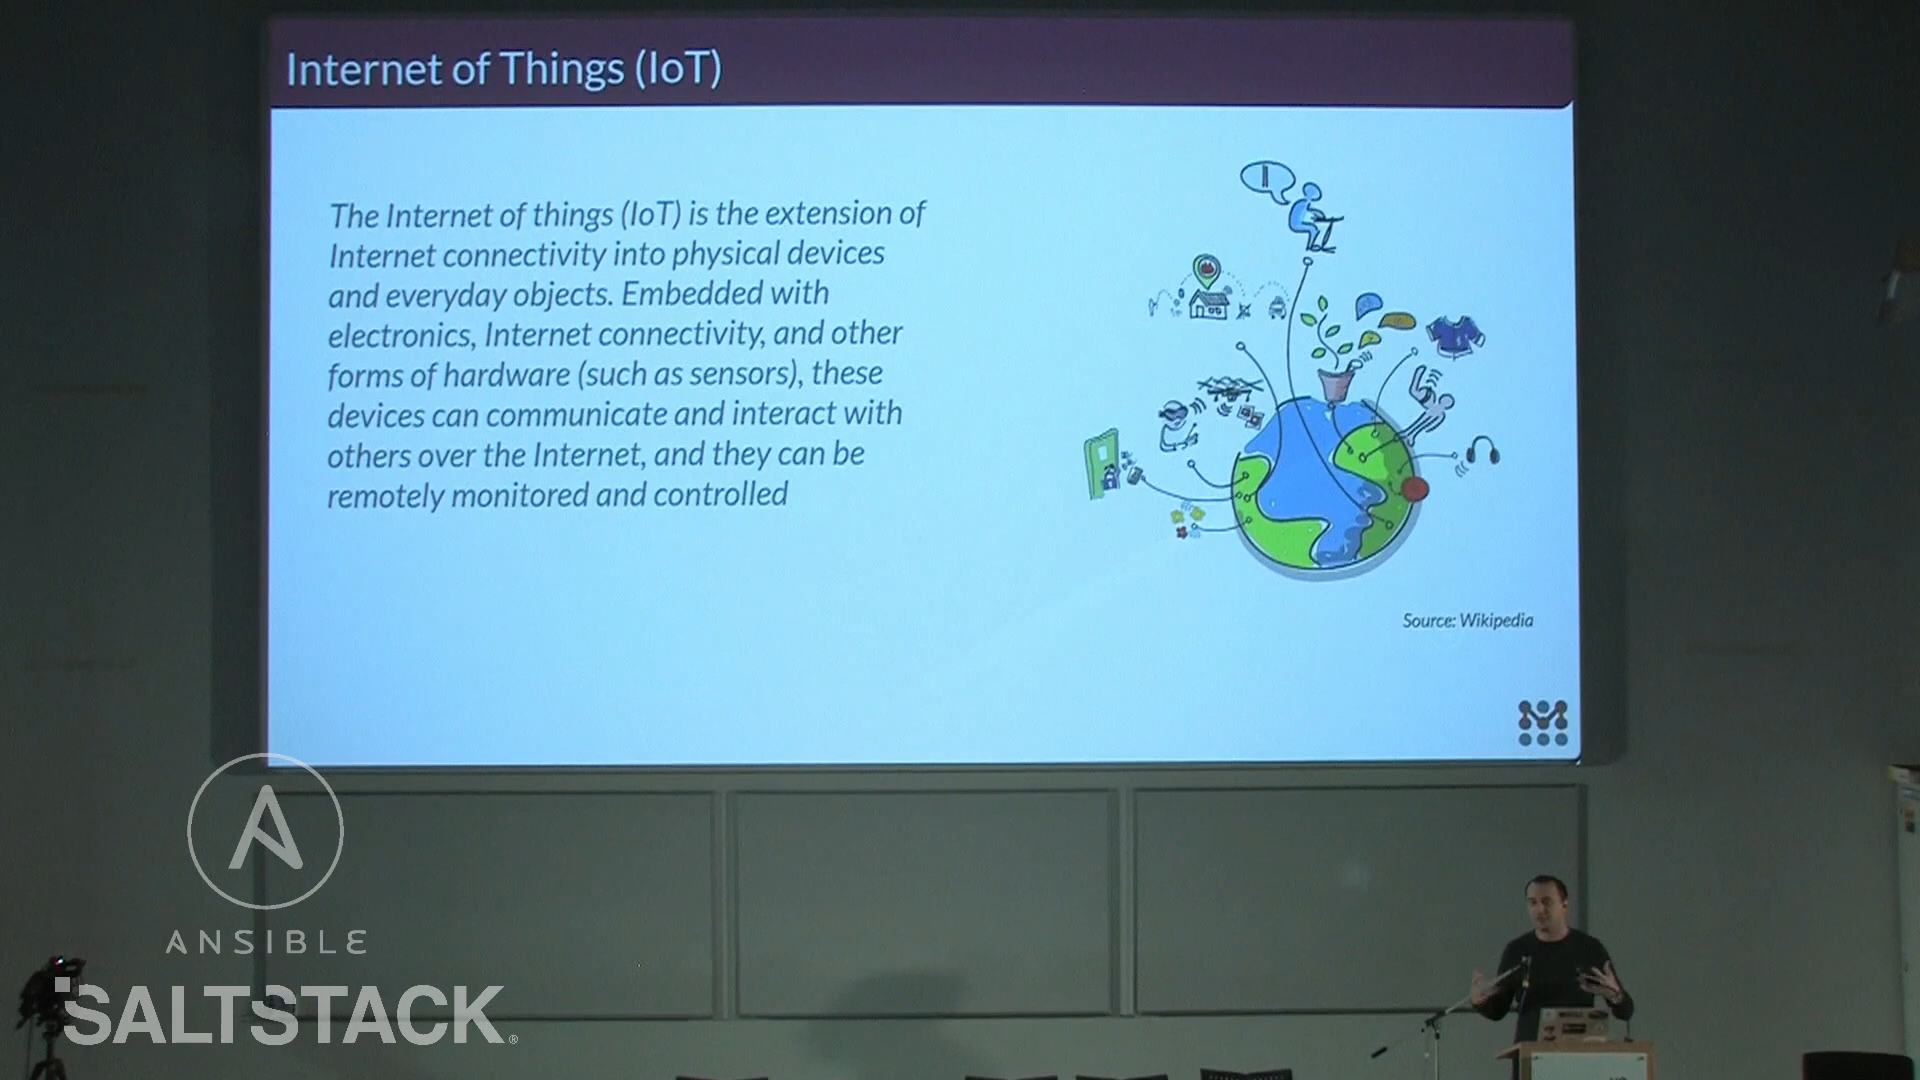 Internet of Things (IoT)
The Internet of things (IoT) is the extension of
Internet connectivity into physical devices
and everyday objects. Embedded with
electronics, Internet connectivity, and other
forms of hardware (such as sensors), these
devices can communicate and interact with
others over the Internet, and they can be
remotely monitored and controlled
Source: Wikipedia
ANSIBLE
SALTSTACK®